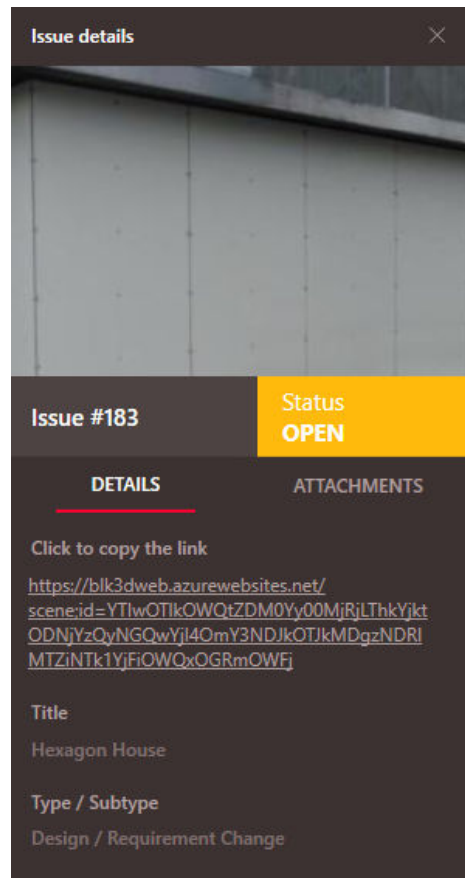 Issue details
Issue #183
Status
OPEN
DETAILS
ATTACHMENTS
Click to copy the link
https://blk3dweb.azurewebsites.net/
scene;id=YTIwOTlkOWQtZDM0Yy00MjRjLThkYjkt
ODNjYzQyNGQwYjI4OmY3NDJkOTJkMDgzNDRl
MTZiNTk1YjFiOWQxOGRmOWFj
Title
Hexagon House
Type / Subtype
Design / Requirement Change